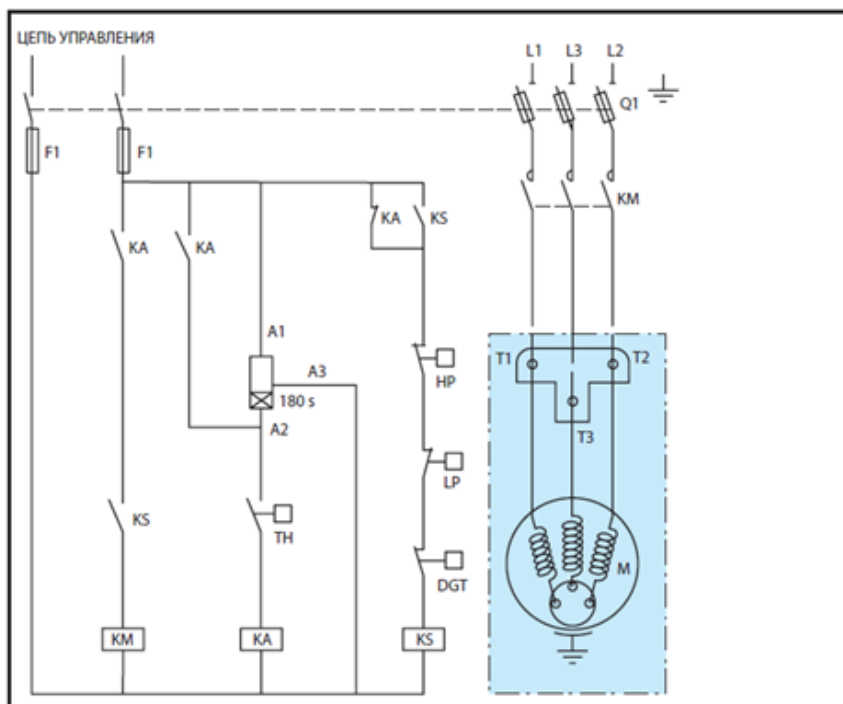 ЦЕПЬ УПРАВЛЕНИЯ
L1 L3 L2
Q1
F1 F1
KA KS KM
KA KA
A1
T1 T2
A3
HP
180 s
A2
T3
LP
KS
TH
M
DGT
KM KA KS